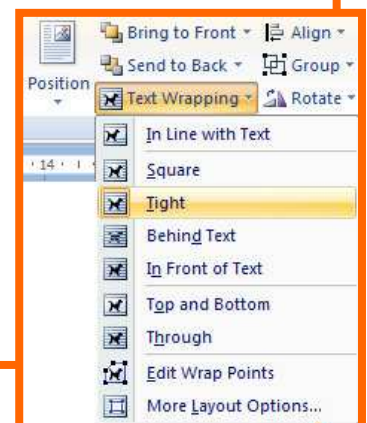 Bring to Front Align
Send to Back Group
Position
Text Wrapping Rotate
14
In Line with Text
Square
Tight
Behind Text
In Front of Text
Top and Bottom
Through
Edit Wrap Points
More Layout Options...